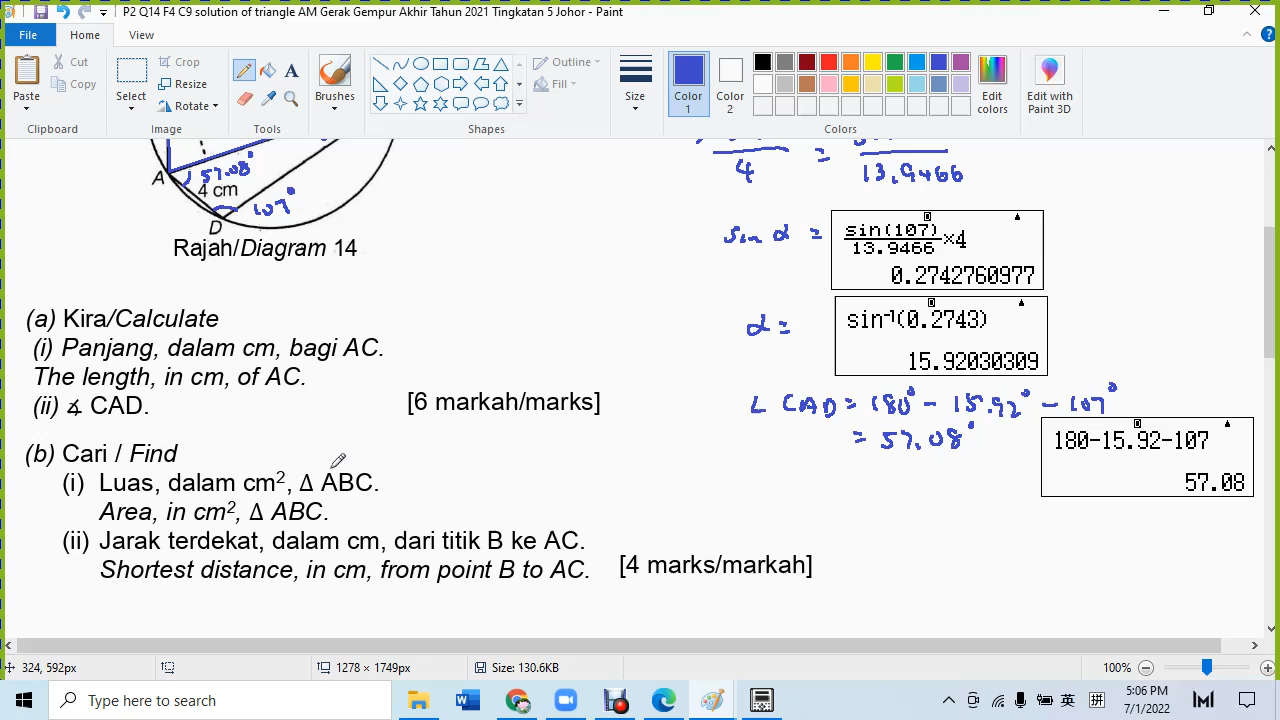 P2 Q14 F4 C9 solution of triangle AM Gerak Gempur Akhir Tahun 2021 Tingkatan 5 Johor - Paint
File Home View
Paste Cut Copy Clipboard
Select Crop Resize Rotate Image
Tools
Brushes
Outline Fill Shapes
Size
Color 1 Color 2 Edit colors Colors
Edit with Paint 3D
57.08°
A
4 cm
107°
D
Rajah/Diagram 14
4 = 13.9466
sin α =
sin(107)
13.9466 ×4
0.2742760977
α =
sin⁻¹(0.2743)
15.92030309
∠ CAD = 180° - 15.92° - 107°
= 57.08°
180-15.92-107
57.08
(a) Kira/Calculate
(i) Panjang, dalam cm, bagi AC.
The length, in cm, of AC.
(ii) ∡ CAD. [6 markah/marks]
(b) Cari / Find
(i) Luas, dalam cm², Δ ABC.
Area, in cm², Δ ABC.
(ii) Jarak terdekat, dalam cm, dari titik B ke AC.
Shortest distance, in cm, from point B to AC. [4 marks/markah]
324, 592px 1278 × 1749px Size: 130.6KB 100%
Type here to search
英 拼 5:06 PM
7/1/2022